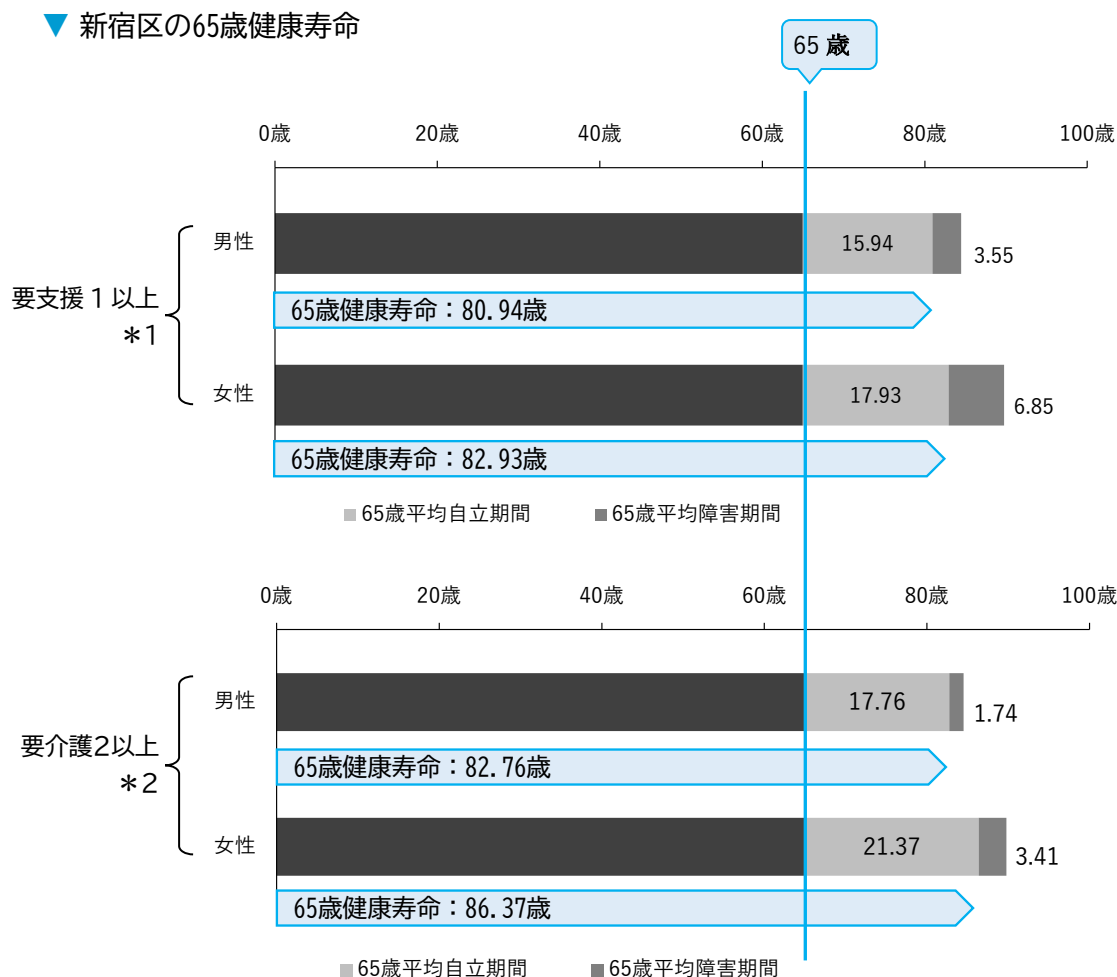 ▼ 新宿区の65歳健康寿命
65 歳
0歳 20歳 40歳 60歳 80歳 100歳
要支援１以上
＊1
男性
15.94
3.55
65歳健康寿命：80.94歳
女性
17.93
6.85
65歳健康寿命：82.93歳
65歳平均自立期間 65歳平均障害期間
0歳 20歳 40歳 60歳 80歳 100歳
要介護2以上
＊2
男性
17.76
1.74
65歳健康寿命：82.76歳
女性
21.37
3.41
65歳健康寿命：86.37歳
65歳平均自立期間 65歳平均障害期間